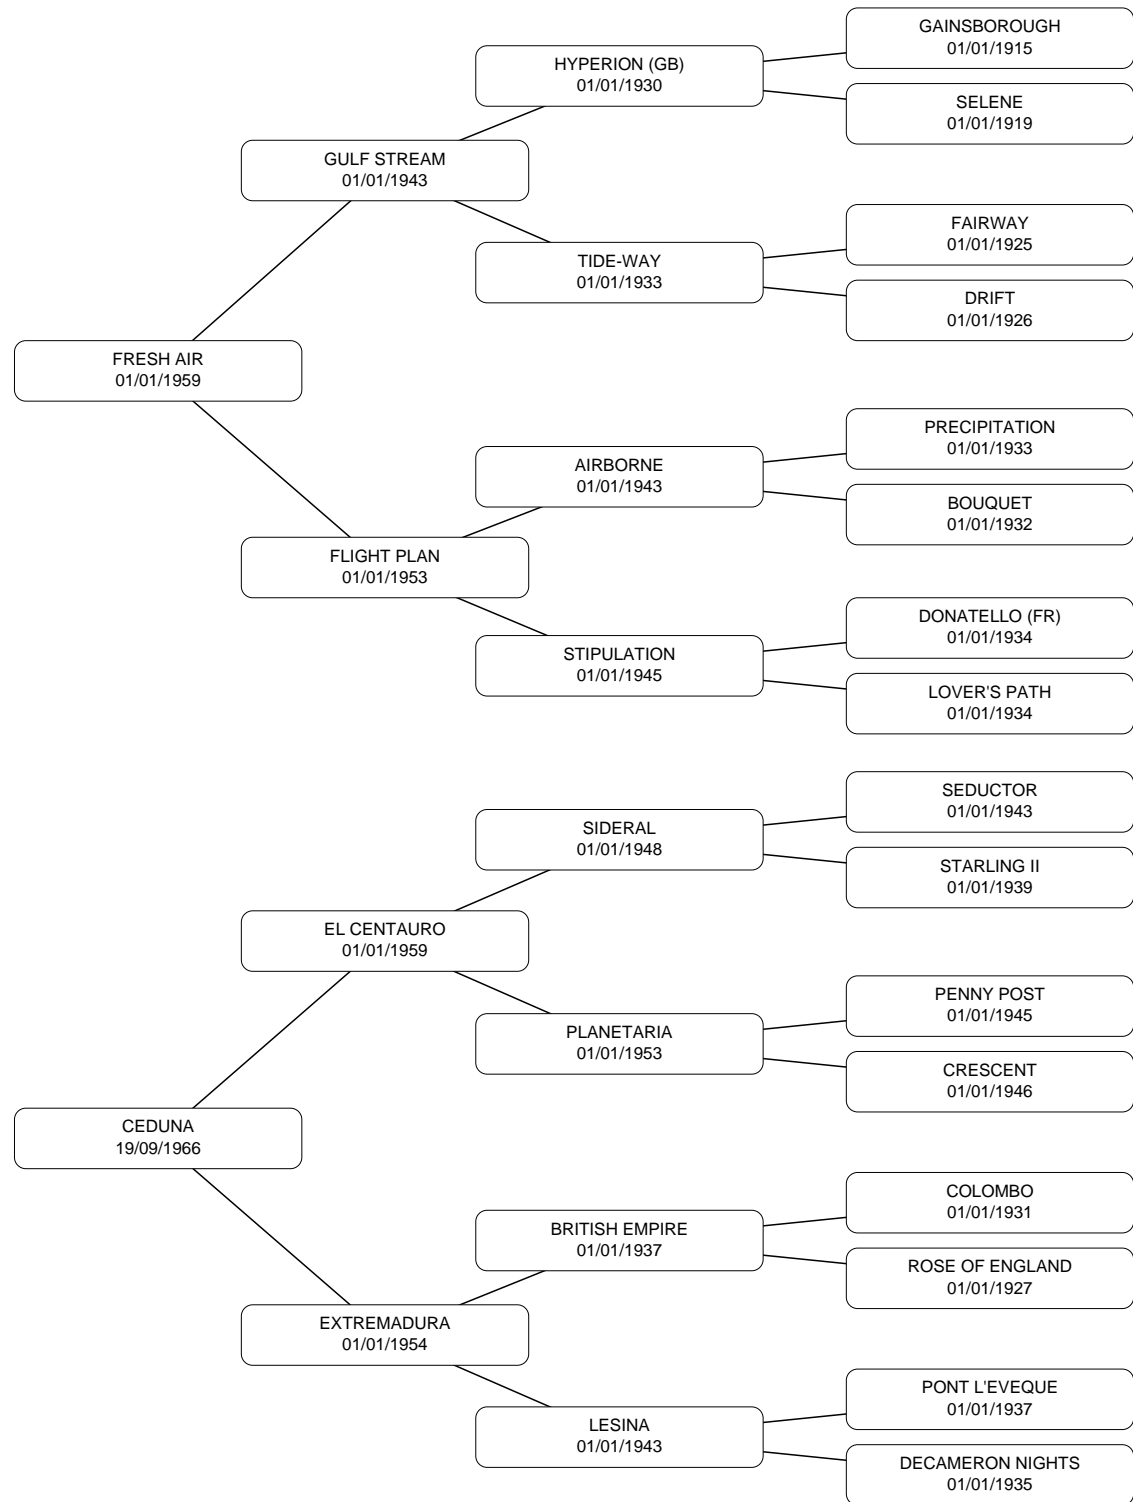 GAINSBOROUGH
01/01/1915
HYPERION (GB)
01/01/1930
SELENE
01/01/1919
GULF STREAM
01/01/1943
FAIRWAY
01/01/1925
TIDE-WAY
01/01/1933
DRIFT
01/01/1926
FRESH AIR
01/01/1959
PRECIPITATION
01/01/1933
AIRBORNE
01/01/1943
BOUQUET
01/01/1932
FLIGHT PLAN
01/01/1953
DONATELLO (FR)
01/01/1934
STIPULATION
01/01/1945
LOVER'S PATH
01/01/1934
SEDUCTOR
01/01/1943
SIDERAL
01/01/1948
STARLING II
01/01/1939
EL CENTAURO
01/01/1959
PENNY POST
01/01/1945
PLANETARIA
01/01/1953
CRESCENT
01/01/1946
CEDUNA
19/09/1966
COLOMBO
01/01/1931
BRITISH EMPIRE
01/01/1937
ROSE OF ENGLAND
01/01/1927
EXTREMADURA
01/01/1954
PONT L'EVEQUE
01/01/1937
LESINA
01/01/1943
DECAMERON NIGHTS
01/01/1935